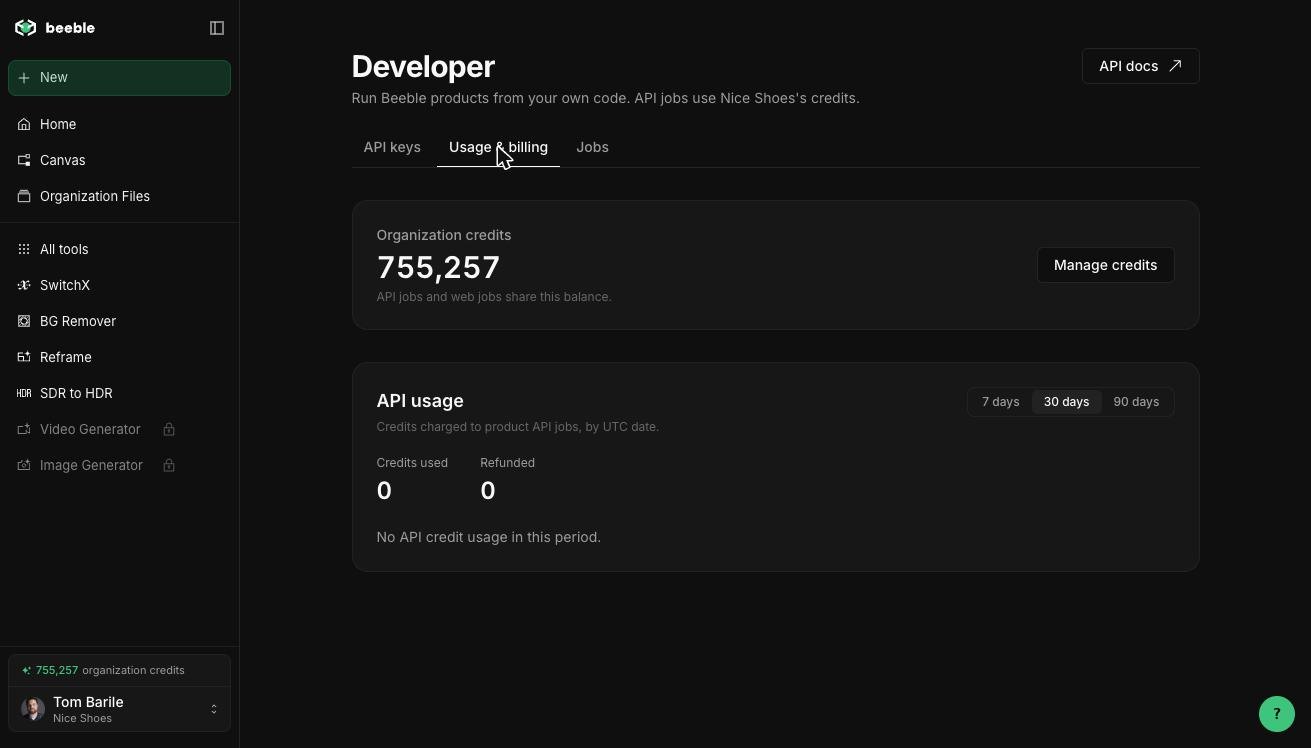 beeble
New
Home
Canvas
Organization Files
All tools
SwitchX
BG Remover
Reframe
HDR SDR to HDR
Video Generator
Image Generator
755,257 organization credits
Tom Barile
Nice Shoes
Developer
API docs
Run Beeble products from your own code. API jobs use Nice Shoes's credits.
API keys Usage & billing Jobs
Organization credits
755,257
Manage credits
API jobs and web jobs share this balance.
API usage
7 days 30 days 90 days
Credits charged to product API jobs, by UTC date.
Credits used Refunded
0 0
No API credit usage in this period.
?